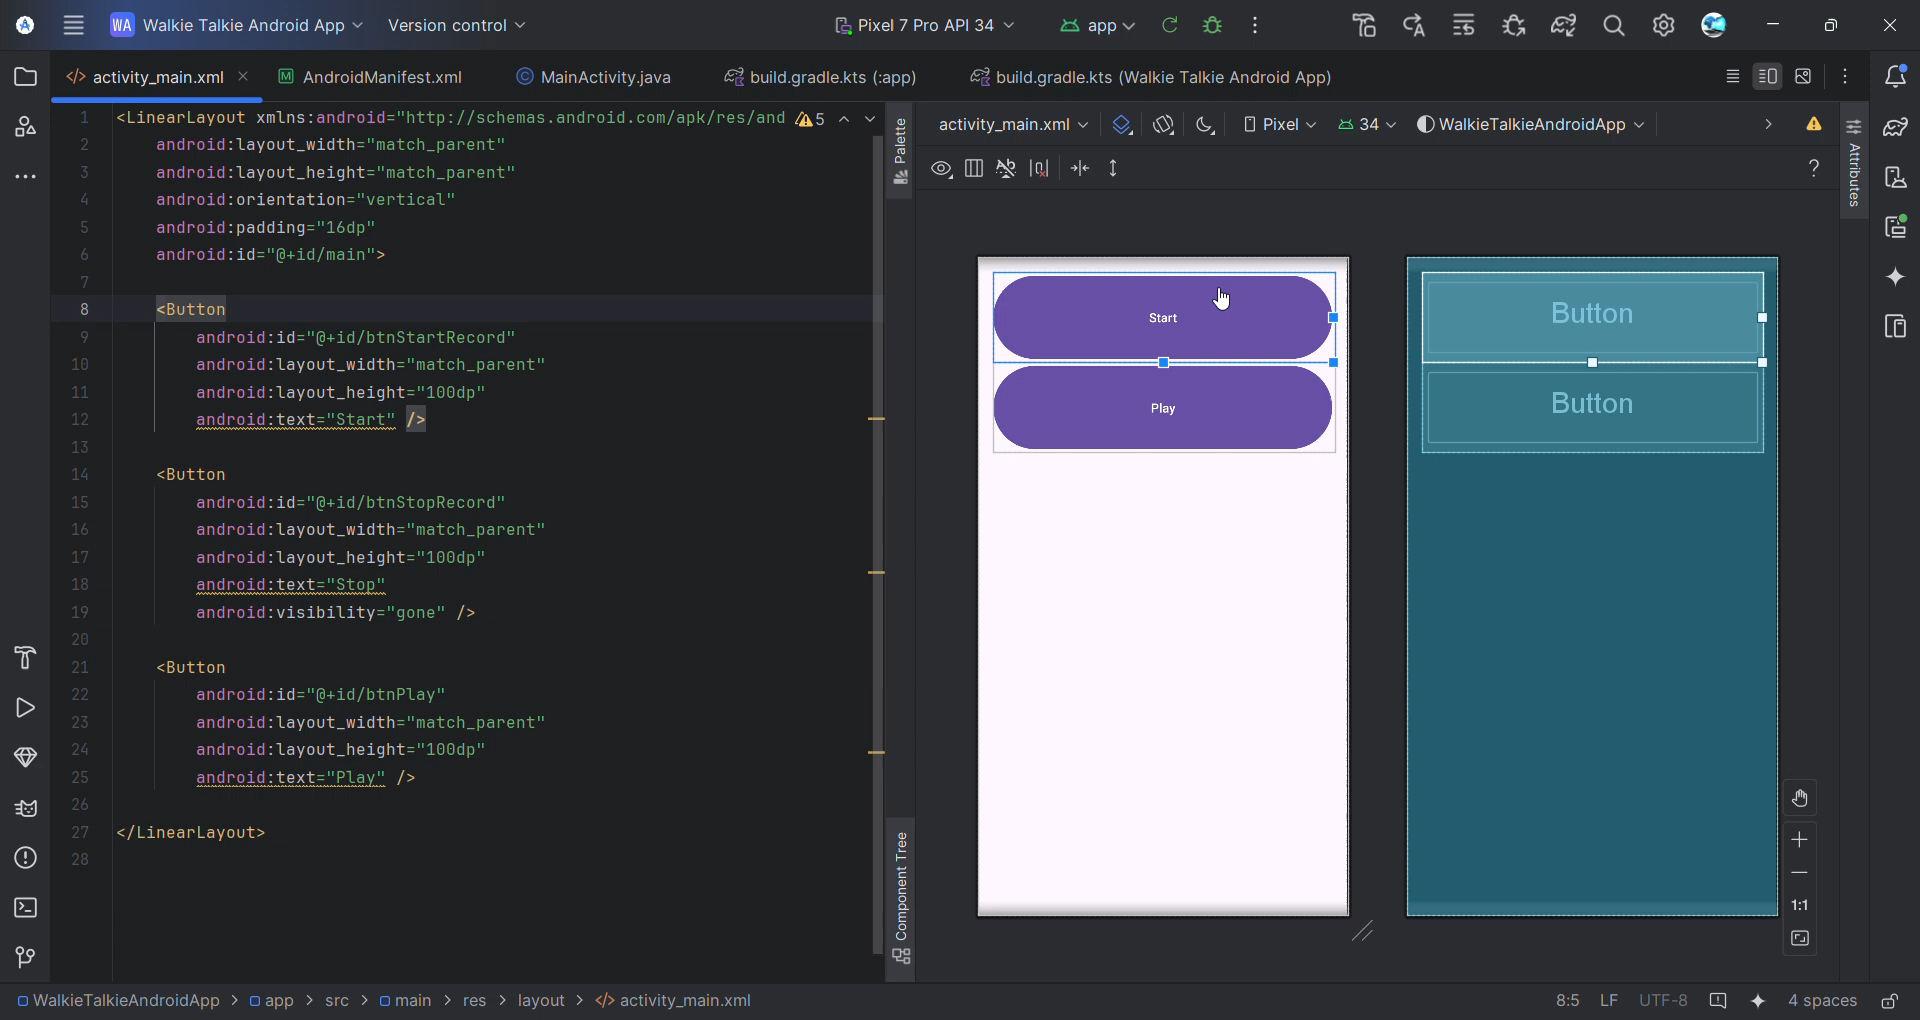 WA Walkie Talkie Android App Version control Pixel 7 Pro API 34 app
activity_main.xml AndroidManifest.xml MainActivity.java build.gradle.kts (:app) build.gradle.kts (Walkie Talkie Android App)
1 <LinearLayout xmlns:android="http://schemas.android.com/apk/res/and 5
2 android:layout_width="match_parent"
3 android:layout_height="match_parent"
4 android:orientation="vertical"
5 android:padding="16dp"
6 android:id="@+id/main">
7
8 <Button
9 android:id="@+id/btnStartRecord"
10 android:layout_width="match_parent"
11 android:layout_height="100dp"
12 android:text="Start" />
13
14 <Button
15 android:id="@+id/btnStopRecord"
16 android:layout_width="match_parent"
17 android:layout_height="100dp"
18 android:text="Stop"
19 android:visibility="gone" />
20
21 <Button
22 android:id="@+id/btnPlay"
23 android:layout_width="match_parent"
24 android:layout_height="100dp"
25 android:text="Play" />
26
27 </LinearLayout>
28
Palette
Component Tree
activity_main.xml Pixel 34 WalkieTalkieAndroidApp
?
Attributes
Start
Play
Button
Button
1:1
WalkieTalkieAndroidApp > app > src > main > res > layout > activity_main.xml 8:5 LF UTF-8 4 spaces